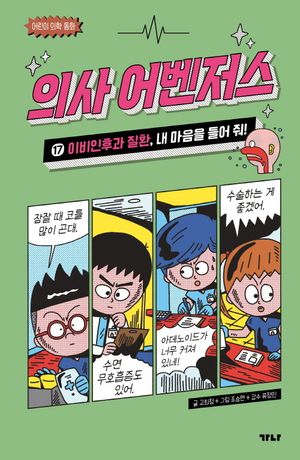 어린이 의학 동화
의사 어벤저스
17 이비인후과 질환, 내 마음을 들어 줘!
잠잘 때 코를
많이 곤대.
수면
무호흡증도
있어.
아데노이드가
너무 커져
있네!
수술하는 게
좋겠어.
글 고희정 + 그림 조승연 + 감수 류정민
가나